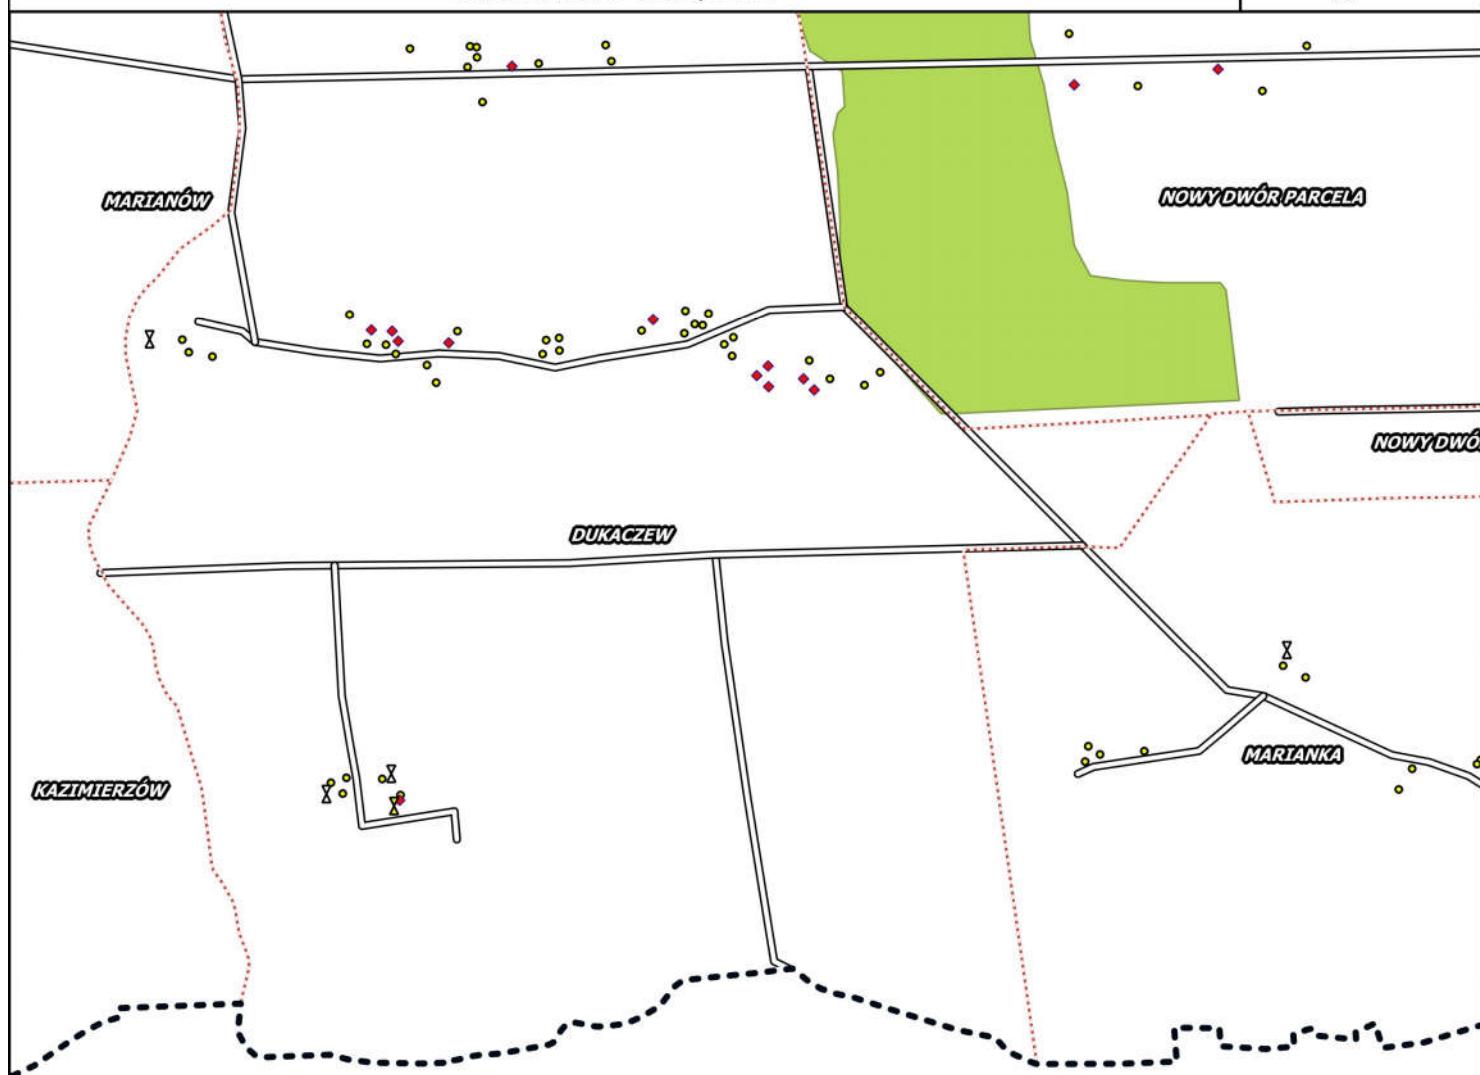 MARIANÓW
NOWY DWÓR PARCELA
NOWY DWÓ
DUKACZEW
MARIANKA
KAZIMIERZÓW